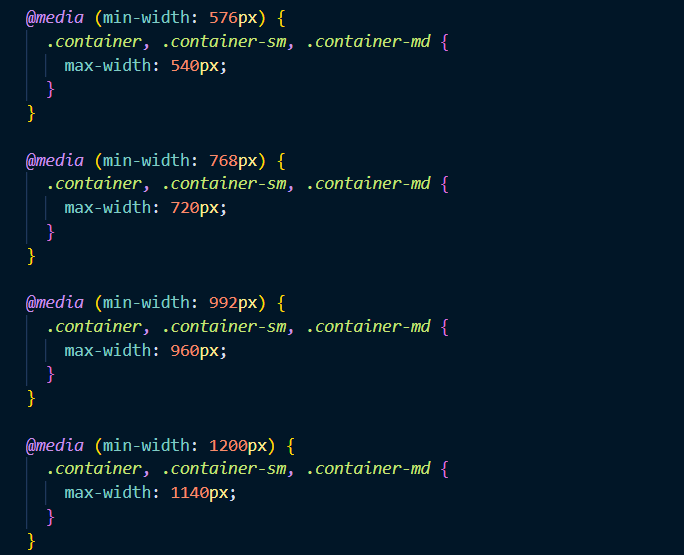 @media (min-width: 576px) {
  .container, .container-sm, .container-md {
    max-width: 540px;
  }
}

@media (min-width: 768px) {
  .container, .container-sm, .container-md {
    max-width: 720px;
  }
}

@media (min-width: 992px) {
  .container, .container-sm, .container-md {
    max-width: 960px;
  }
}

@media (min-width: 1200px) {
  .container, .container-sm, .container-md {
    max-width: 1140px;
  }
}